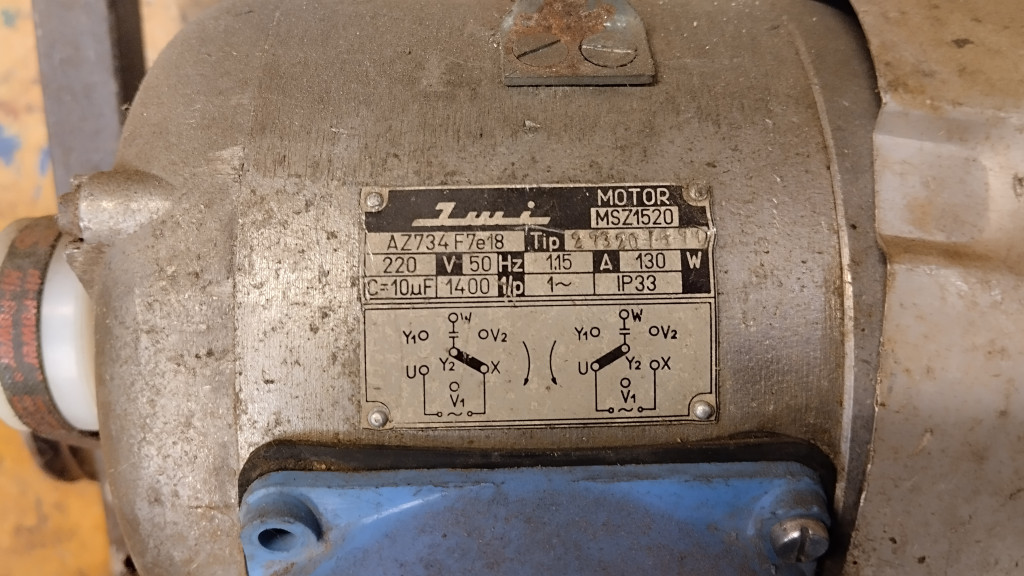 MOTOR
Iwi MSZ1520
AZ734 F7e18 Tip
220 V 50 Hz 1.15 A 130 W
C=10µF 1400 1/p 1~ IP33
W W
Y1 V2 Y1 V2
Y2 Y2
U X U X
V1 V1
~ ~